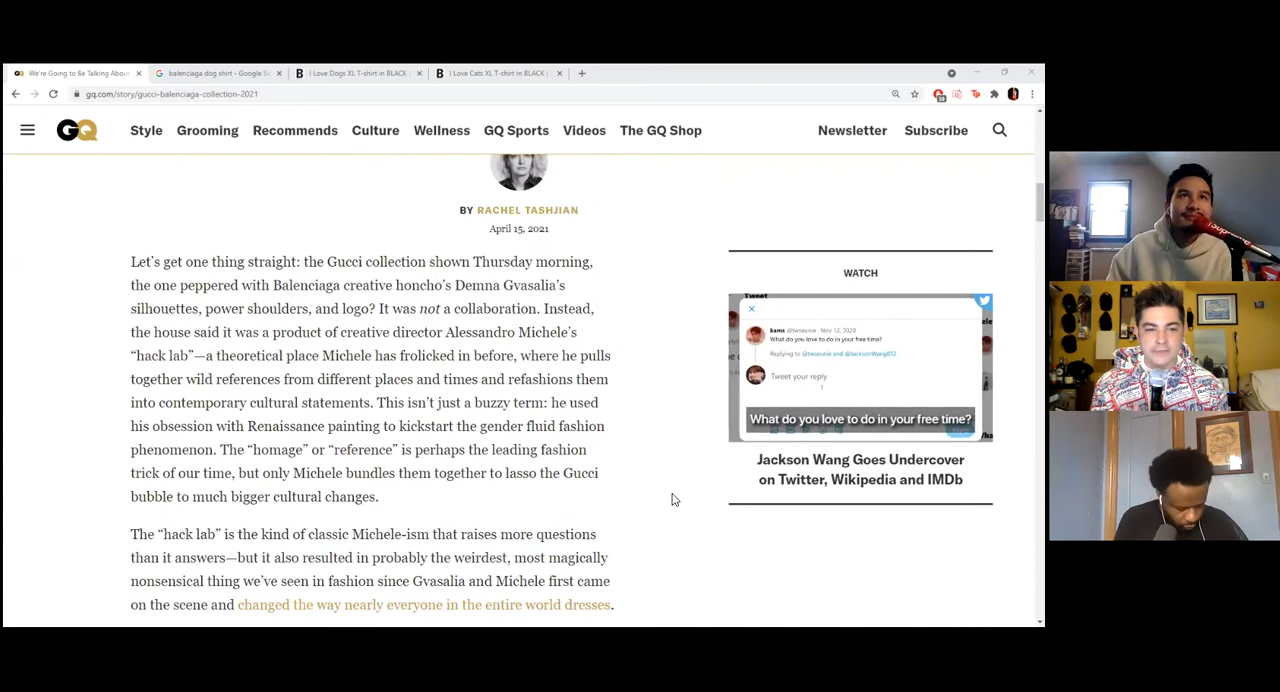 We're Going to Be Talking Abou
balenciaga dog shirt - Google S
I Love Dogs XL T-shirt in BLACK
I Love Cats XL T-shirt in BLACK
gq.com/story/gucci-balenciaga-collection-2021
GQ
Style Grooming Recommends Culture Wellness GQ Sports Videos The GQ Shop Newsletter Subscribe
BY RACHEL TASHJIAN
April 15, 2021
Let's get one thing straight: the Gucci collection shown Thursday morning,
the one peppered with Balenciaga creative honcho's Demna Gvasalia's
silhouettes, power shoulders, and logo? It was not a collaboration. Instead,
the house said it was a product of creative director Alessandro Michele's
“hack lab”—a theoretical place Michele has frolicked in before, where he pulls
together wild references from different places and times and refashions them
into contemporary cultural statements. This isn't just a buzzy term: he used
his obsession with Renaissance painting to kickstart the gender fluid fashion
phenomenon. The “homage” or “reference” is perhaps the leading fashion
trick of our time, but only Michele bundles them together to lasso the Gucci
bubble to much bigger cultural changes.
The “hack lab” is the kind of classic Michele-ism that raises more questions
than it answers—but it also resulted in probably the weirdest, most magically
nonsensical thing we've seen in fashion since Gvasalia and Michele first came
on the scene and changed the way nearly everyone in the entire world dresses.
WATCH
Tweet
kams @twoeunie Nov 12, 2020
What do you love to do in your free time?
Replying to @twoeunie and @JacksonWang852
Tweet your reply
What do you love to do in your free time?
Jackson Wang Goes Undercover
on Twitter, Wikipedia and IMDb
Supreme